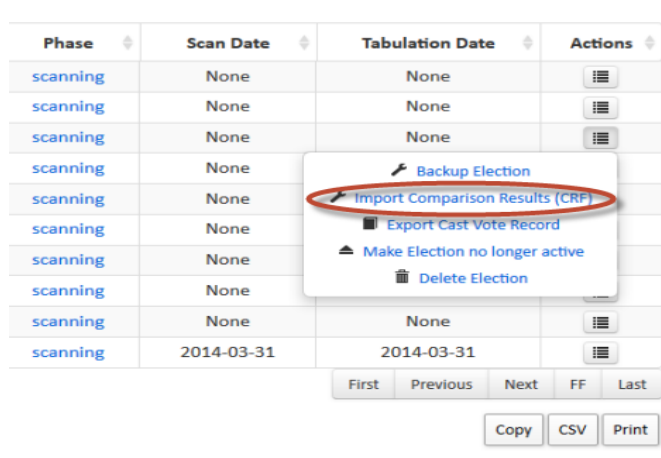 Phase Scan Date Tabulation Date Actions
scanning None None
scanning None None
scanning None None
scanning None
Backup Election
scanning None
Import Comparison Results (CRF)
scanning None
Export Cast Vote Record
scanning None
Make Election no longer active
scanning None
Delete Election
scanning None None
scanning 2014-03-31 2014-03-31
First Previous Next FF Last
Copy CSV Print